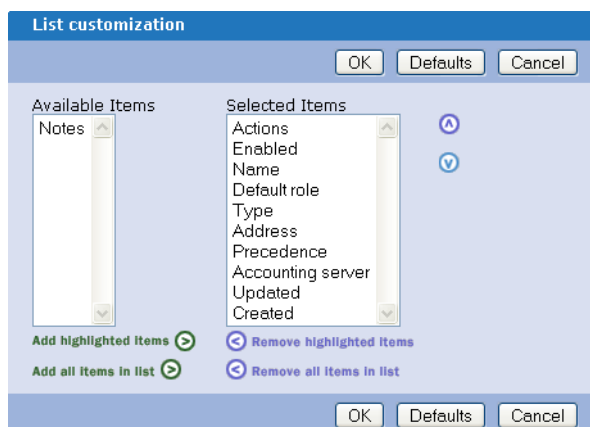 List customization
OK Defaults Cancel
Available Items Selected Items
Notes Actions
Enabled
Name
Default role
Type
Address
Precedence
Accounting server
Updated
Created
Add highlighted items Remove highlighted items
Add all items in list Remove all items in list
OK Defaults Cancel